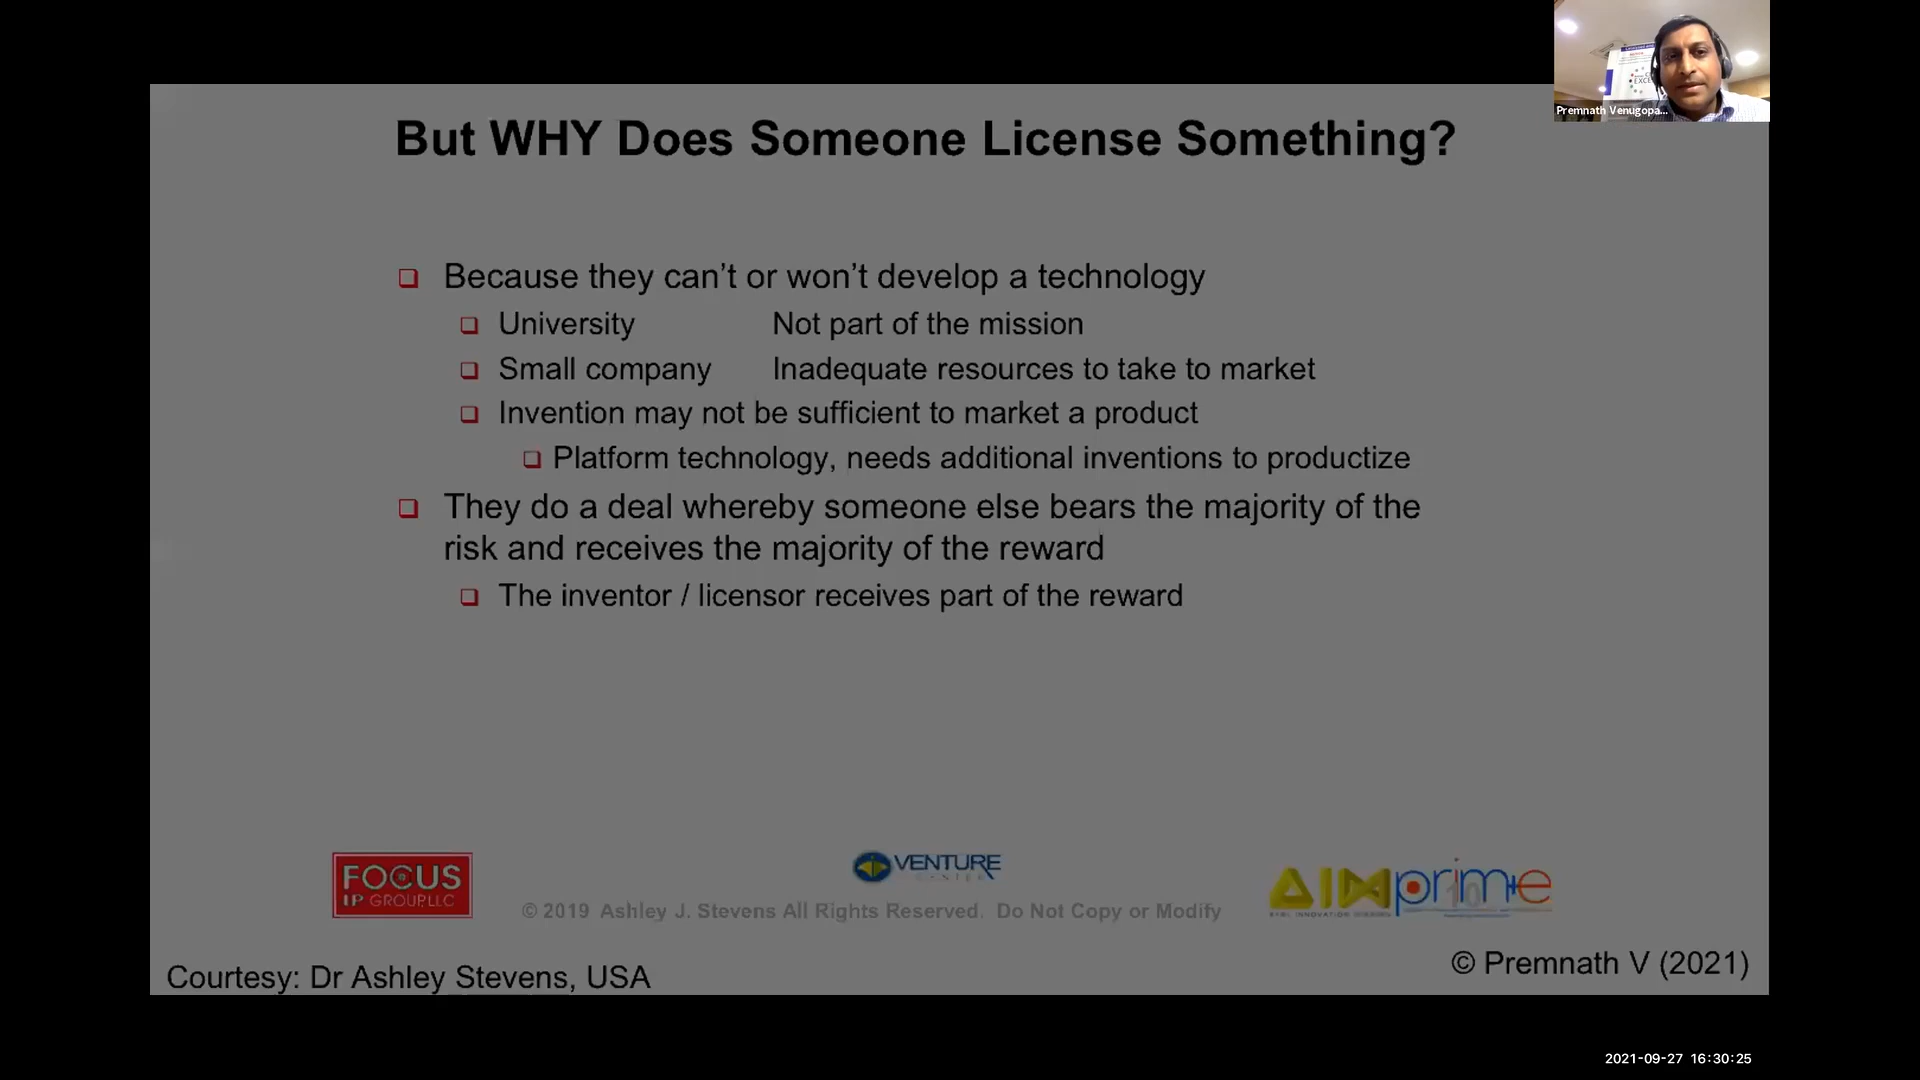 Premnath Venugopa...
But WHY Does Someone License Something?
Because they can’t or won’t develop a technology
University Not part of the mission
Small company Inadequate resources to take to market
Invention may not be sufficient to market a product
Platform technology, needs additional inventions to productize
They do a deal whereby someone else bears the majority of the
risk and receives the majority of the reward
The inventor / licensor receives part of the reward
FOCUS
IP GROUP,LLC
VENTURE
CENTER
AIM prime
© 2019 Ashley J. Stevens All Rights Reserved. Do Not Copy or Modify
Courtesy: Dr Ashley Stevens, USA
© Premnath V (2021)
2021-09-27 16:30:25